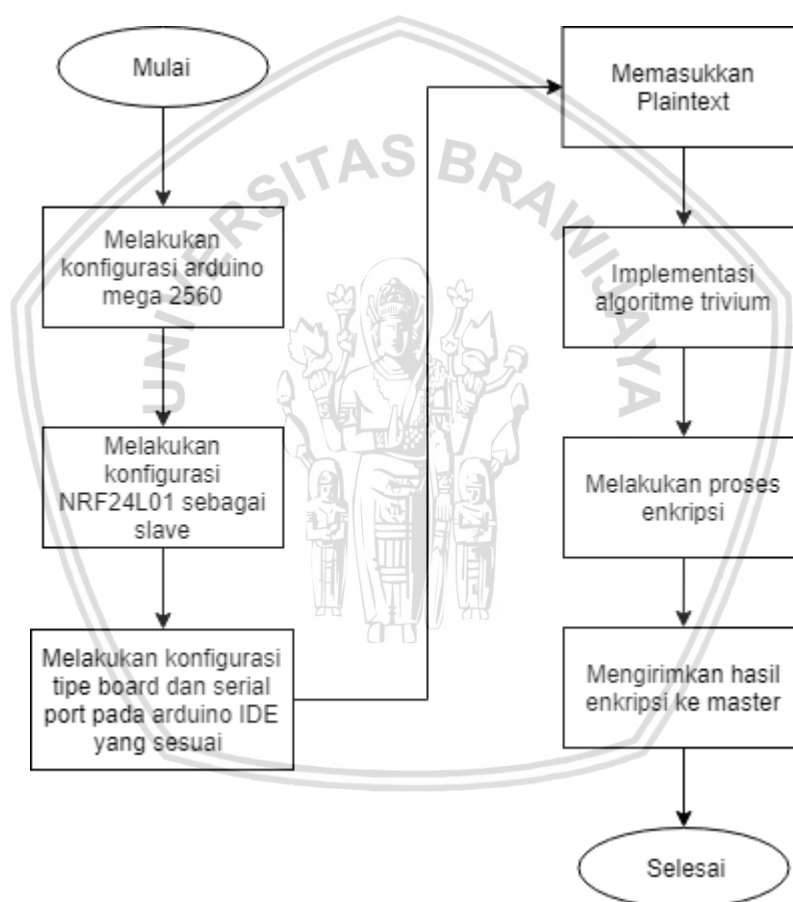 Mulai
Melakukan
konfigurasi arduino
mega 2560
Melakukan
konfigurasi
NRF24L01 sebagai
slave
Melakukan konfigurasi
tipe board dan serial
port pada arduino IDE
yang sesuai
Memasukkan
Plaintext
Implementasi
algoritme trivium
Melakukan proses
enkripsi
Mengirimkan hasil
enkripsi ke master
Selesai
UNIVERSITAS BRAWIJAYA